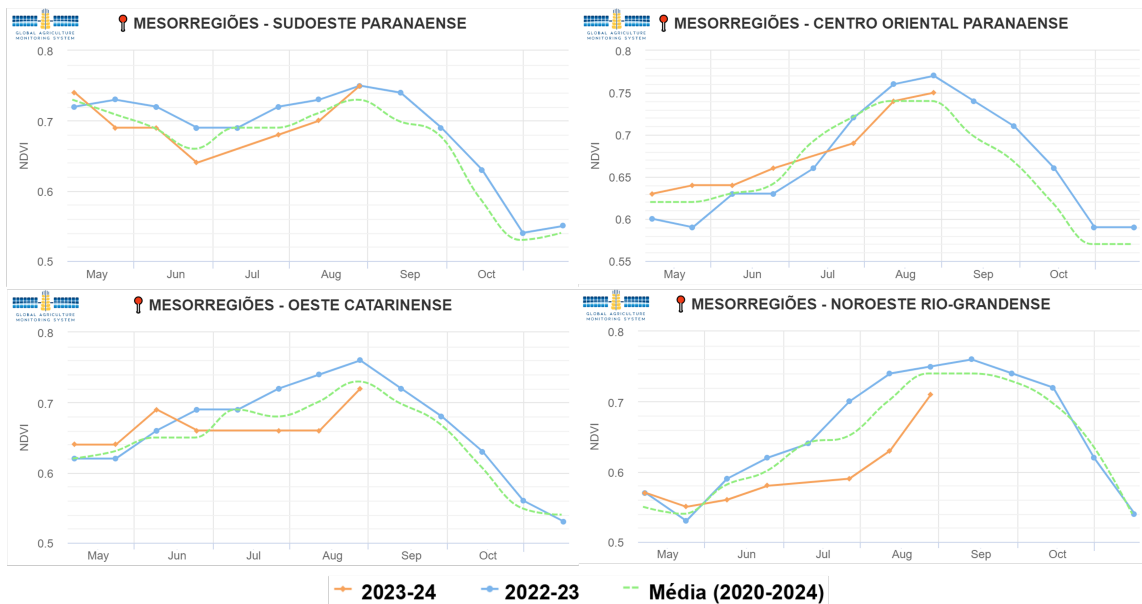 GLOBAL AGRICULTURE
MONITORING SYSTEM
MESORREGIÕES - SUDOESTE PARANAENSE
0.8
0.7
0.6
0.5
NDVI
May Jun Jul Aug Sep Oct
GLOBAL AGRICULTURE
MONITORING SYSTEM
MESORREGIÕES - CENTRO ORIENTAL PARANAENSE
0.8
0.75
0.7
0.65
0.6
0.55
NDVI
May Jun Jul Aug Sep Oct
GLOBAL AGRICULTURE
MONITORING SYSTEM
MESORREGIÕES - OESTE CATARINENSE
0.8
0.7
0.6
0.5
NDVI
May Jun Jul Aug Sep Oct
GLOBAL AGRICULTURE
MONITORING SYSTEM
MESORREGIÕES - NOROESTE RIO-GRANDENSE
0.8
0.7
0.6
0.5
NDVI
May Jun Jul Aug Sep Oct
2023-24 2022-23 Média (2020-2024)